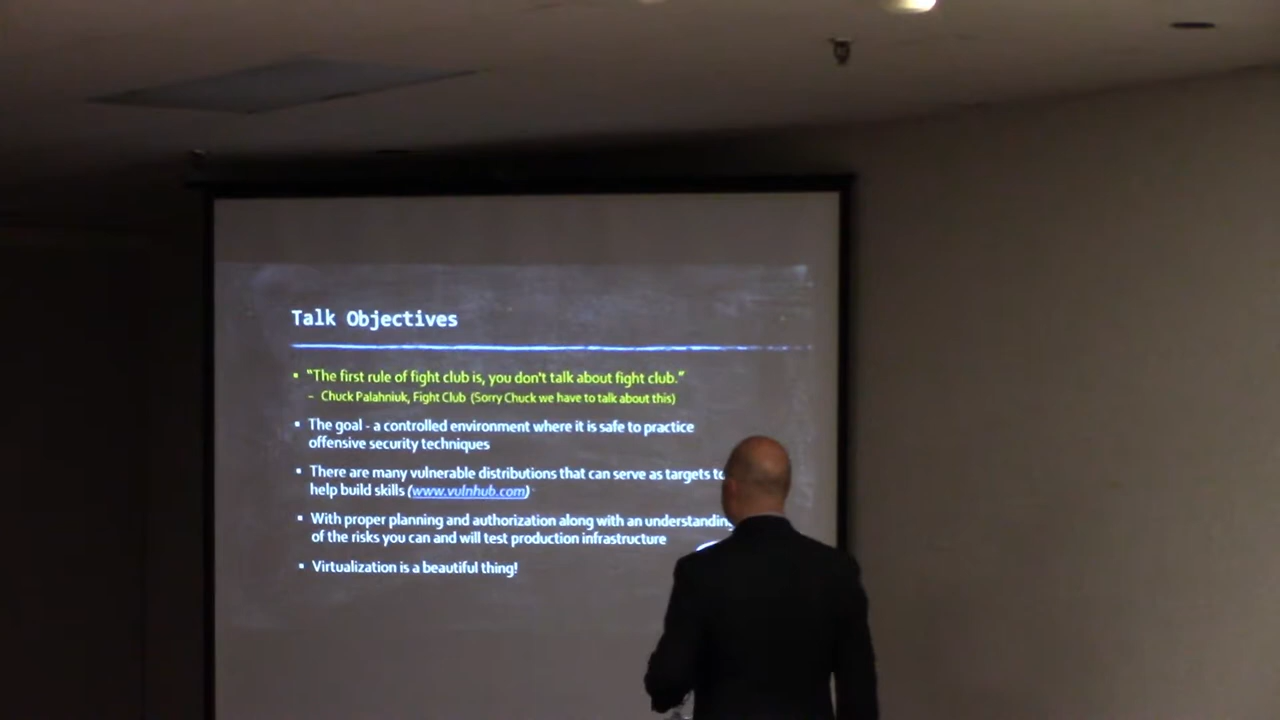 Talk Objectives
▪ "The first rule of fight club is, you don't talk about fight club."
– Chuck Palahniuk, Fight Club (Sorry Chuck we have to talk about this)
▪ The goal - a controlled environment where it is safe to practice
offensive security techniques
▪ There are many vulnerable distributions that can serve as targets to
help build skills (www.vulnhub.com)
▪ With proper planning and authorization along with an understanding
of the risks you can and will test production infrastructure
▪ Virtualization is a beautiful thing!